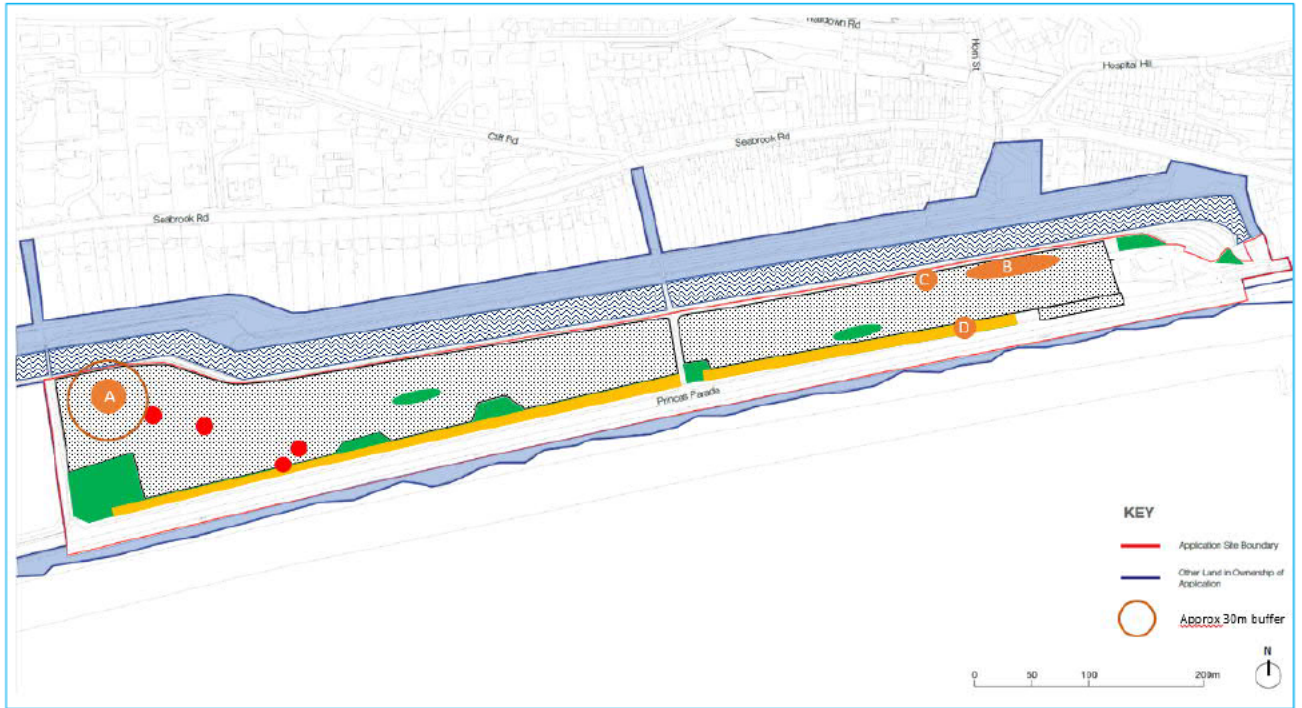 Horn St
Hospital Hill
Cliff Rd
Seabrook Rd
Seabrook Rd
B
C
A
D
Princes Parade
KEY
Application Site Boundary
Other Land in Ownership of
Application
Approx 30m buffer
N
0 50 100 200m